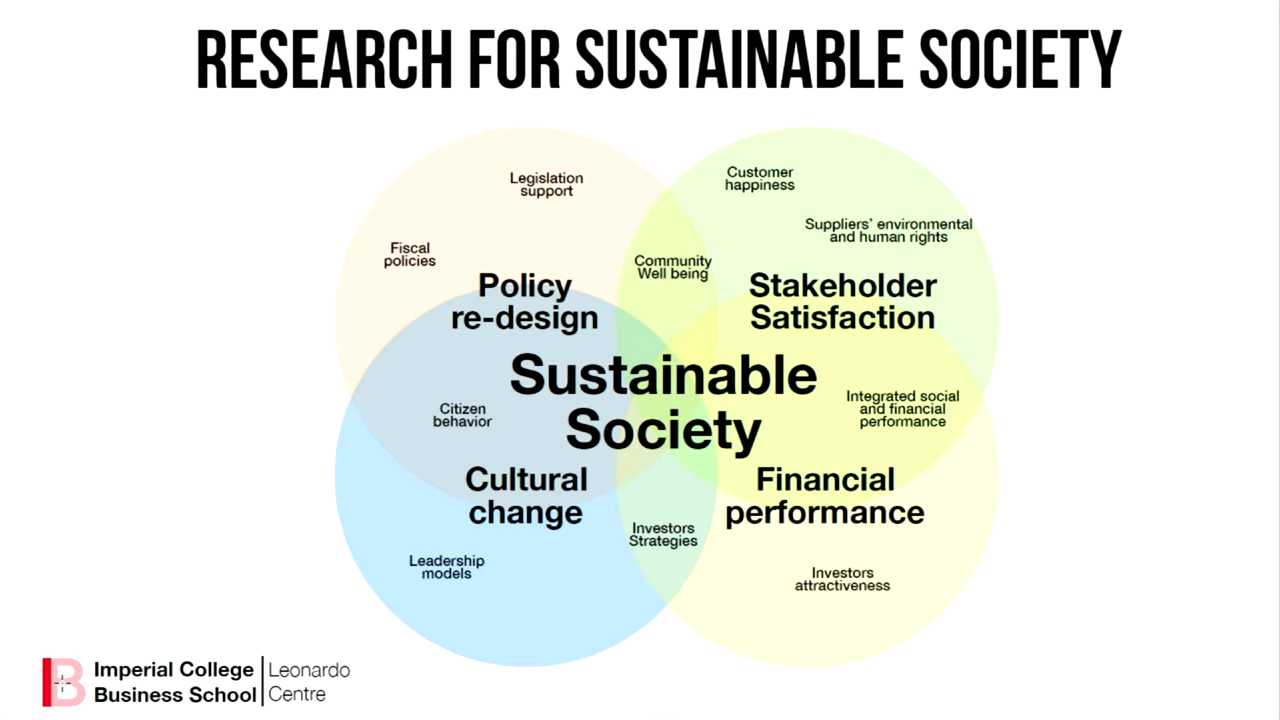 RESEARCH FOR SUSTAINABLE SOCIETY
Legislation
support
Customer
happiness
Suppliers' environmental
and human rights
Fiscal
policies
Community
Well being
Policy
re-design
Stakeholder
Satisfaction
Sustainable
Society
Citizen
behavior
Integrated social
and financial
performance
Cultural
change
Financial
performance
Investors
Strategies
Leadership
models
Investors
attractiveness
B
Imperial College
Business School
Leonardo
Centre